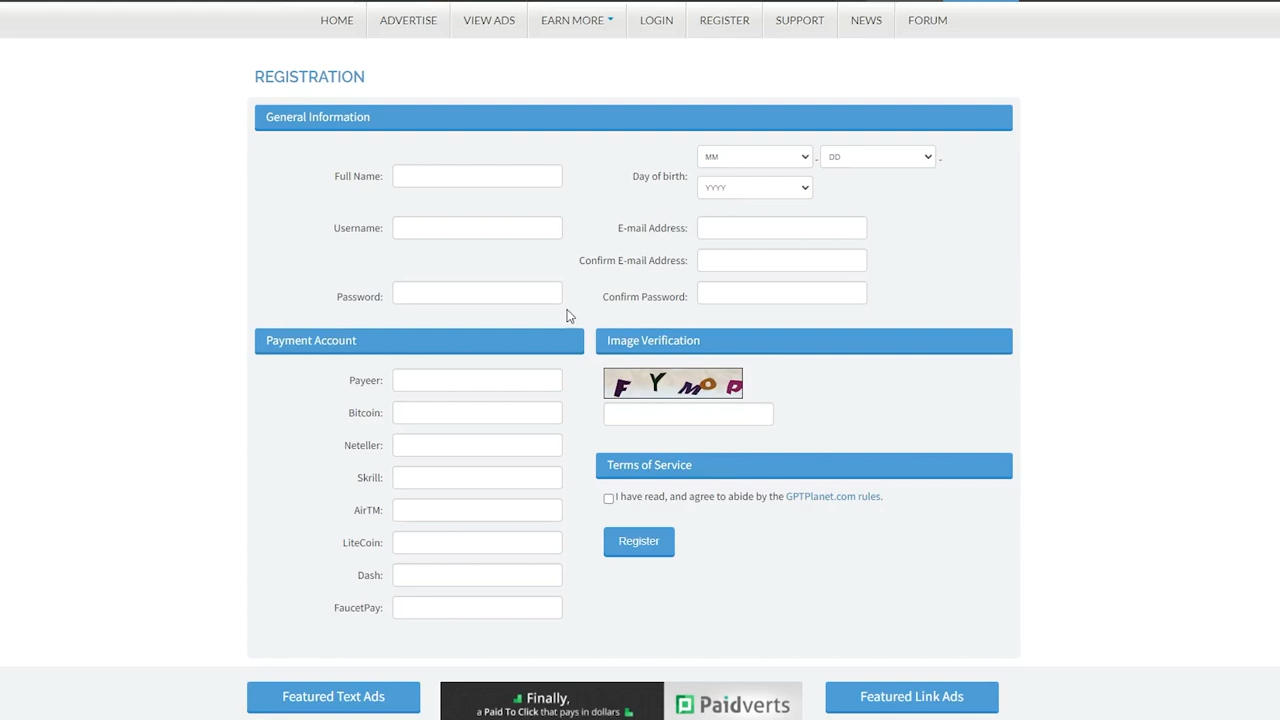 HOME ADVERTISE VIEW ADS EARN MORE LOGIN REGISTER SUPPORT NEWS FORUM
REGISTRATION
General Information
Full Name:
Day of birth: MM - DD -
YYYY
Username:
E-mail Address:
Confirm E-mail Address:
Password:
Confirm Password:
Payment Account
Payeer:
Bitcoin:
Neteller:
Skrill:
AirTM:
LiteCoin:
Dash:
FaucetPay:
Image Verification
F Y M O P
Terms of Service
I have read, and agree to abide by the GPTPlanet.com rules.
Register
Featured Text Ads
Finally,
a Paid To Click that pays in dollars
Paidverts
Featured Link Ads